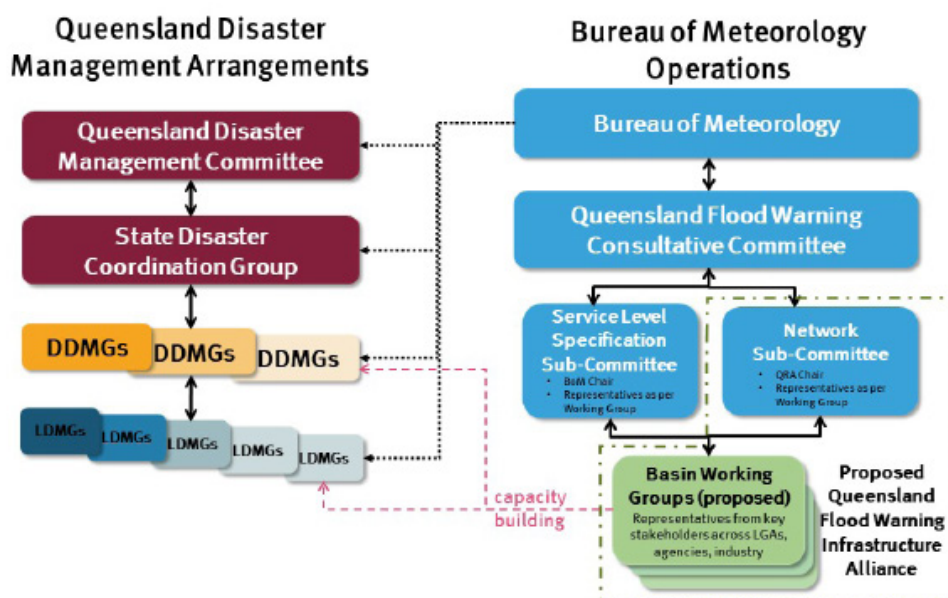 Queensland Disaster
Management Arrangements
Queensland Disaster
Management Committee
State Disaster
Coordination Group
DDMGs
DDMGs
DDMGs
LDMGs
LDMGs
LDMGs
LDMGs
LDMGs
Bureau of Meteorology
Operations
Bureau of Meteorology
Queensland Flood Warning
Consultative Committee
Service Level
Specification
Sub-Committee
• BoM Chair
• Representatives as per
Working Group
Network
Sub-Committee
• QRA Chair
• Representatives as per
Working Group
capacity
building
Basin Working
Groups (proposed)
Representatives from key
stakeholders across LGAs,
agencies, industry
Proposed
Queensland
Flood Warning
Infrastructure
Alliance